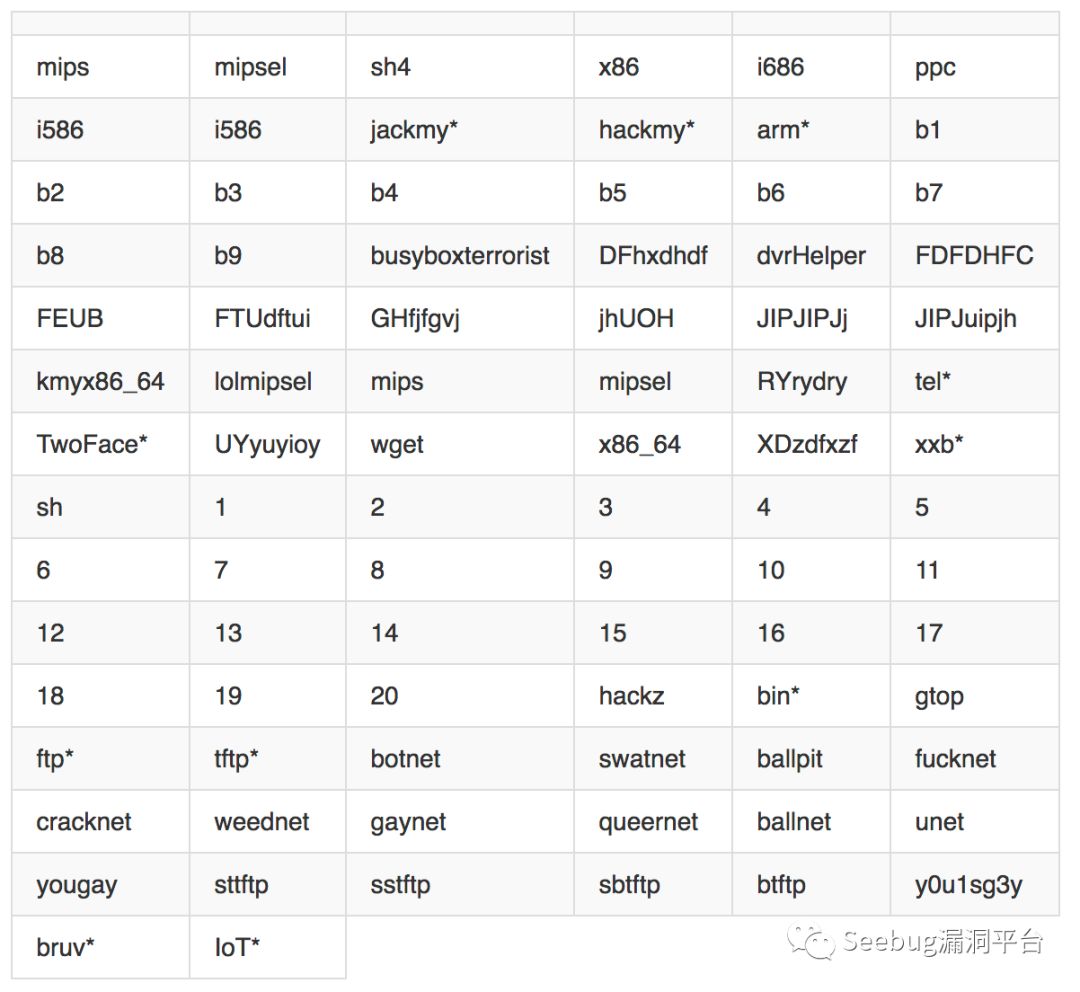 mips mipsel sh4 x86 i686 ppc
i586 i586 jackmy* hackmy* arm* b1
b2 b3 b4 b5 b6 b7
b8 b9 busyboxterrorist DFhxdhdf dvrHelper FDFDHFC
FEUB FTUdftui GHfjfgvj jhUOH JIPJIPJj JIPJuipjh
kmyx86_64 lolmipsel mips mipsel RYrydry tel*
TwoFace* UYyuyioy wget x86_64 XDzdfxzf xxb*
sh 1 2 3 4 5
6 7 8 9 10 11
12 13 14 15 16 17
18 19 20 hackz bin* gtop
ftp* tftp* botnet swatnet ballpit fucknet
cracknet weednet gaynet queernet ballnet unet
yougay sttftp sstftp sbtftp btftp y0u1sg3y
bruv* IoT*
Seebug漏洞平台